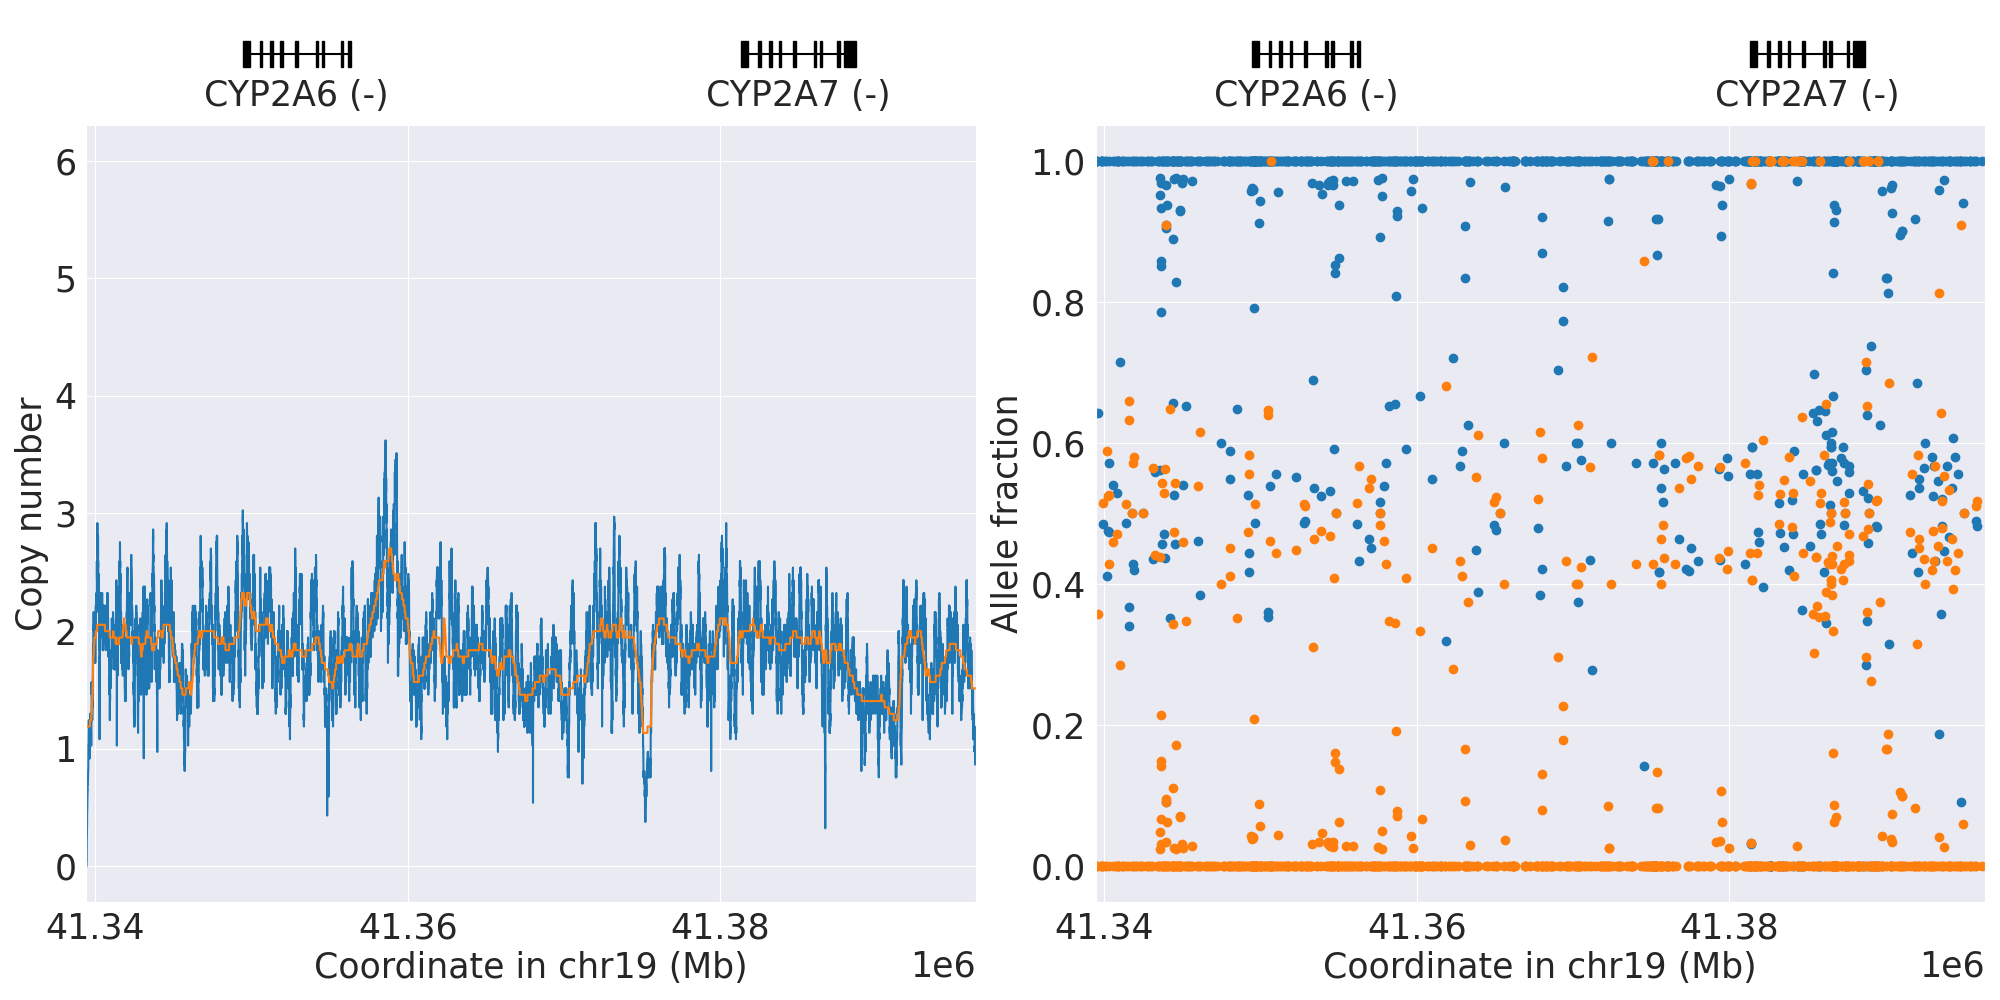 CYP2A6 (-)
CYP2A7 (-)
6
5
4
3
2
1
0
Copy number
41.34
41.36
41.38
Coordinate in chr19 (Mb)
1e6
CYP2A6 (-)
CYP2A7 (-)
1.0
0.8
0.6
0.4
0.2
0.0
Allele fraction
41.34
41.36
41.38
Coordinate in chr19 (Mb)
1e6